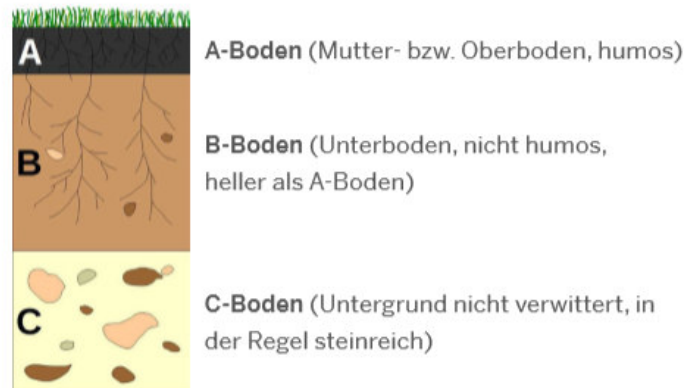 A
A-Boden (Mutter- bzw. Oberboden, humos)
B
B-Boden (Unterboden, nicht humos,
heller als A-Boden)
C
C-Boden (Untergrund nicht verwittert, in
der Regel steinreich)